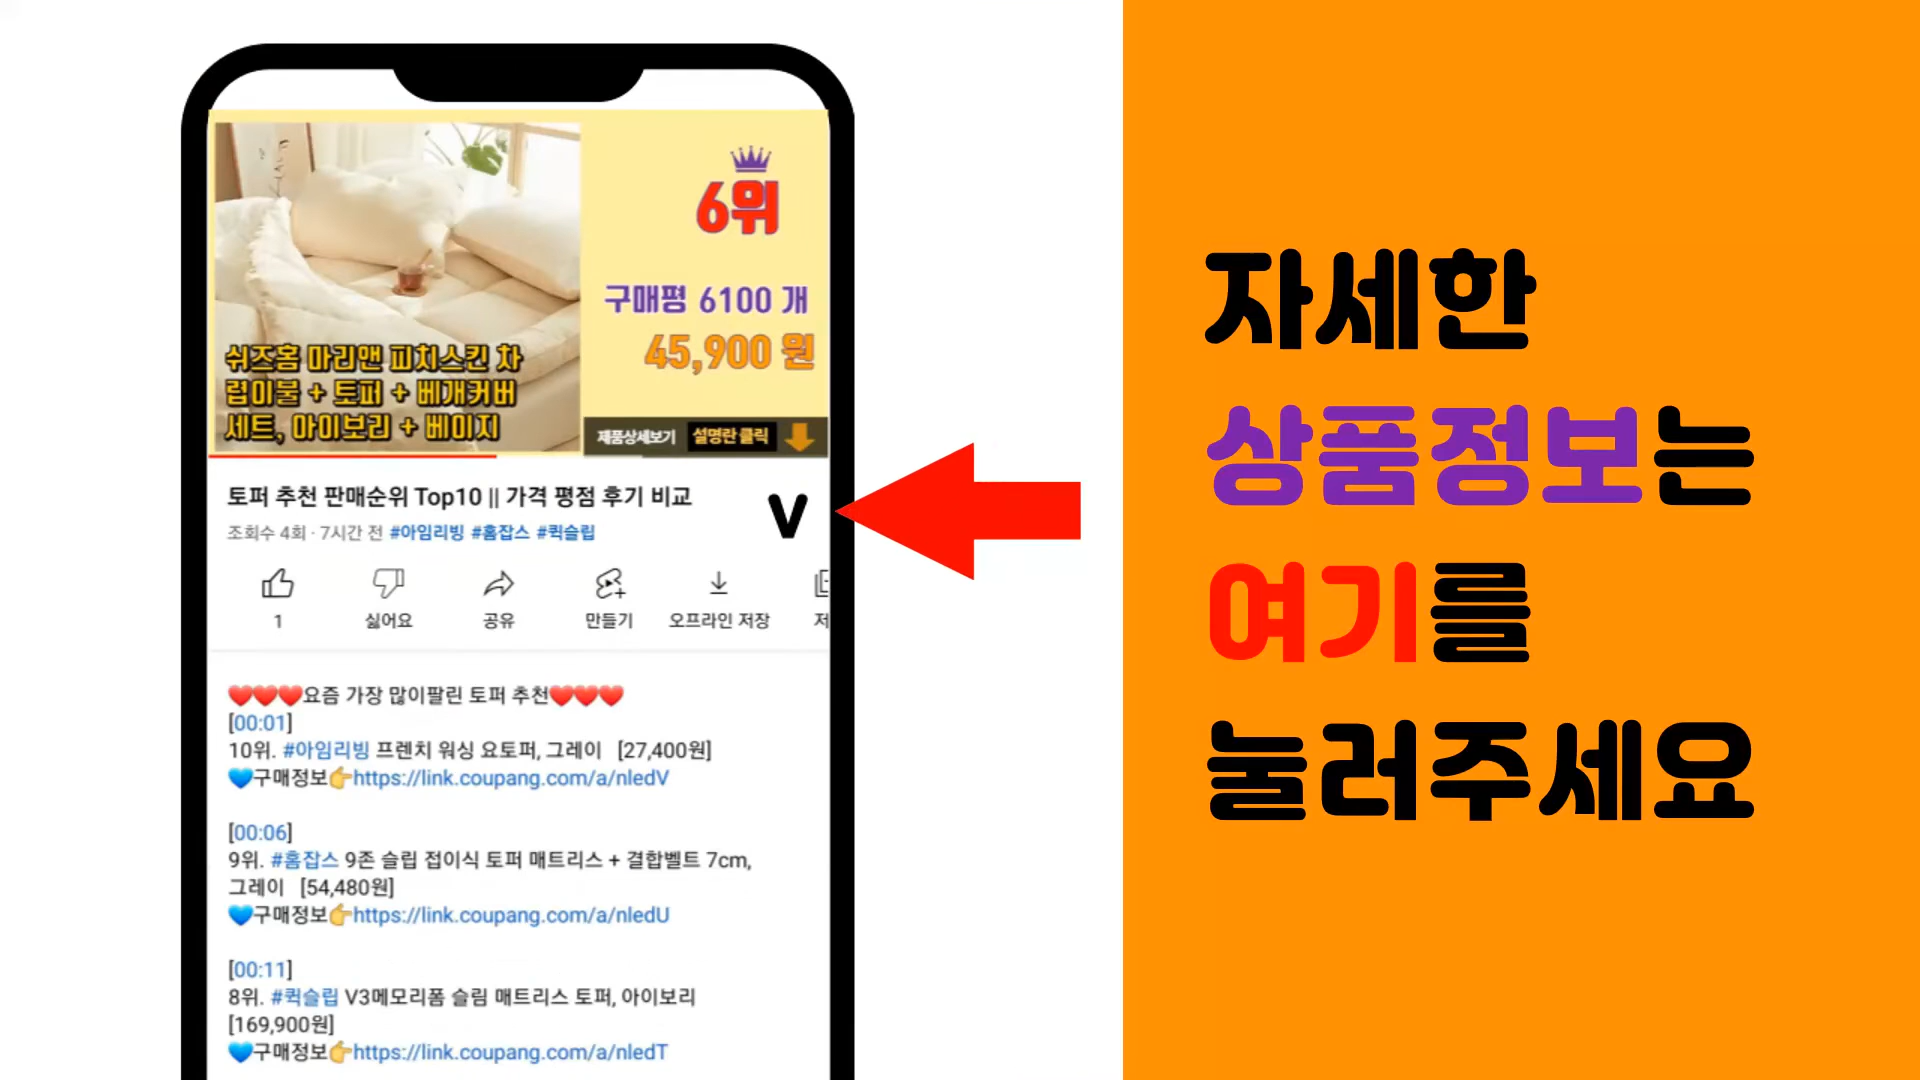 6위
구매평 6100 개
45,900 원
쉬즈홈 마리앤 피치스킨 차
렵이불 + 토퍼 + 베개커버
세트, 아이보리 + 베이지
제품상세보기 설명란 클릭
토퍼 추천 판매순위 Top10 || 가격 평점 후기 비교
V
조회수 4회 · 7시간 전 #아임리빙 #홈잡스 #퀵슬립
1 싫어요 공유 만들기 오프라인 저장 저
❤❤❤요즘 가장 많이팔린 토퍼 추천❤❤❤
[00:01]
10위. #아임리빙 프렌치 워싱 요토퍼, 그레이 [27,400원]
💙구매정보👉https://link.coupang.com/a/nledV
[00:06]
9위. #홈잡스 9존 슬립 접이식 토퍼 매트리스 + 결합벨트 7cm,
그레이 [54,480원]
💙구매정보👉https://link.coupang.com/a/nledU
[00:11]
8위. #퀵슬립 V3메모리폼 슬림 매트리스 토퍼, 아이보리
[169,900원]
💙구매정보👉https://link.coupang.com/a/nledT
자세한
상품정보는
여기를
눌러주세요